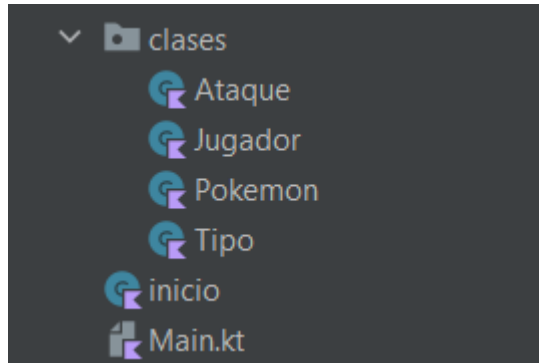 clases
Ataque
Jugador
Pokemon
Tipo
inicio
Main.kt